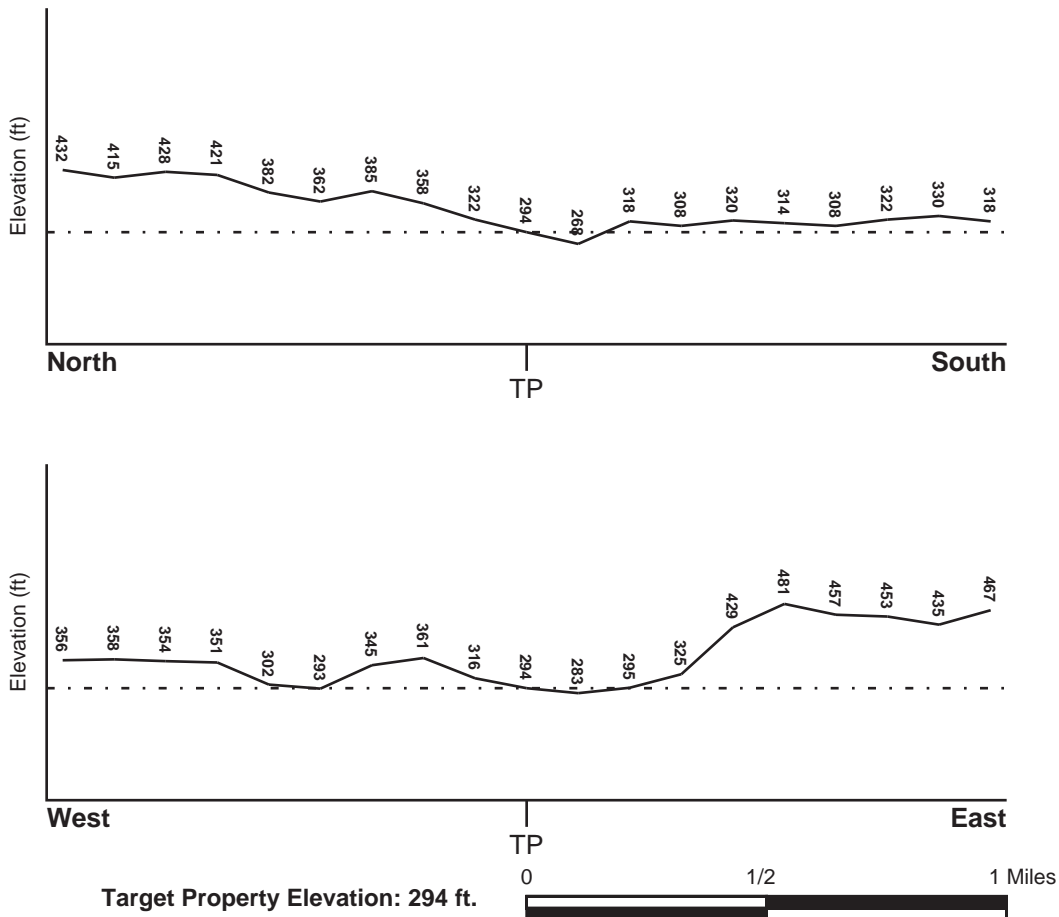 Elevation (ft)
432 415 428 421 382 362 385 358 322 294 268 318 308 320 314 308 322 330 318
North South
TP
Elevation (ft)
356 358 354 351 302 293 345 361 316 294 283 295 325 429 481 457 453 435 467
West East
TP
Target Property Elevation: 294 ft.
0 1/2 1 Miles